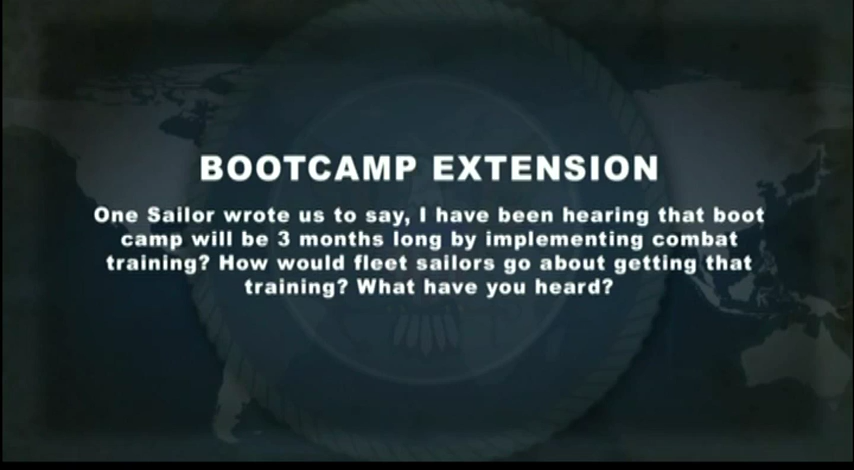 BOOTCAMP EXTENSION
One Sailor wrote us to say, I have been hearing that boot
camp will be 3 months long by implementing combat
training? How would fleet sailors go about getting that
training? What have you heard?